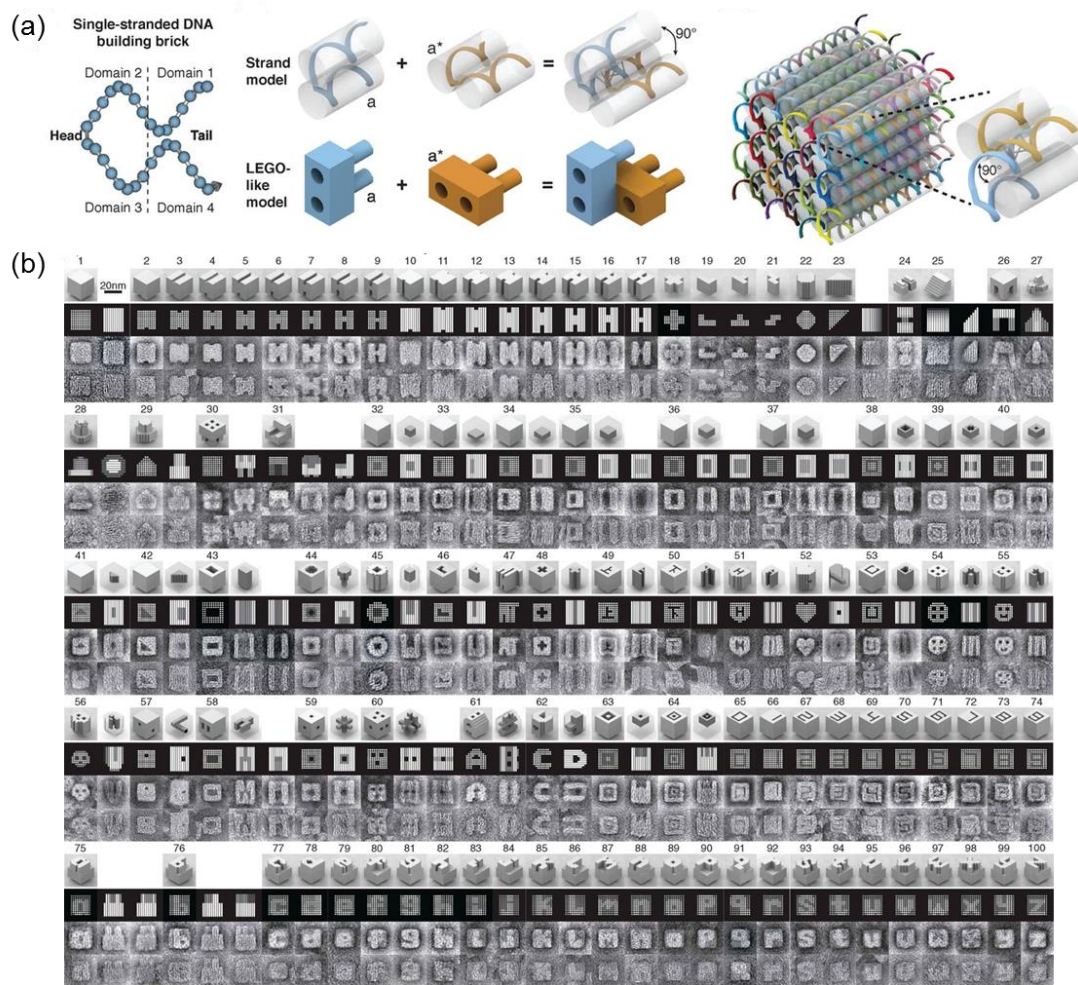 (a)
Single-stranded DNA
building brick
Domain 2 Domain 1
Head Tail
Domain 3 Domain 4
Strand
model
a
+
a*
=
90°
LEGO-
like model
a
+
a*
=
90°
(b)
1 20nm 2 3 4 5 6 7 8 9 10 11 12 13 14 15 16 17 18 19 20 21 22 23 24 25 26 27
28 29 30 31 32 33 34 35 36 37 38 39 40
41 42 43 44 45 46 47 48 49 50 51 52 53 54 55
56 57 58 59 60 61 62 63 64 65 66 67 68 69 70 71 72 73 74
75 76 77 78 79 80 81 82 83 84 85 86 87 88 89 90 91 92 93 94 95 96 97 98 99 100